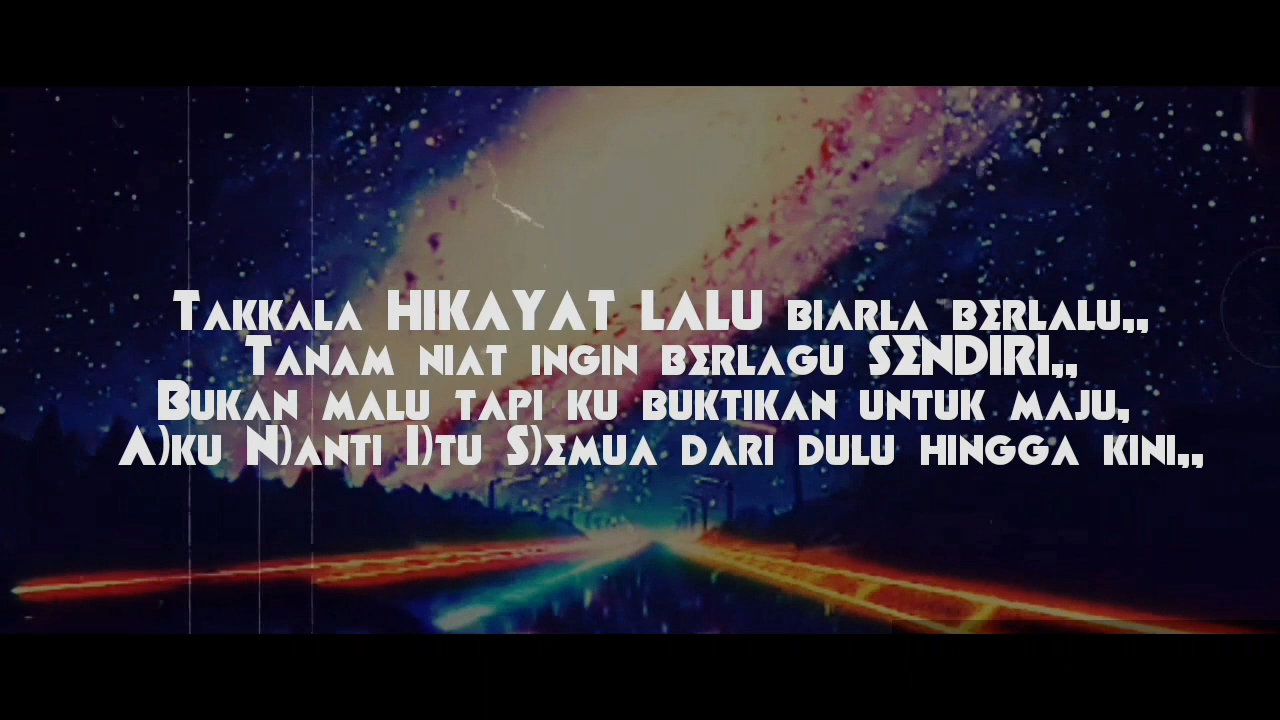 Takkala HIKAYAT LALU biarla berlalu,,
Tanam niat ingin berlagu SENDIRI,,
Bukan malu tapi ku buktikan untuk maju,
A)ku N)anti I)tu S)emua dari dulu hingga kini,,